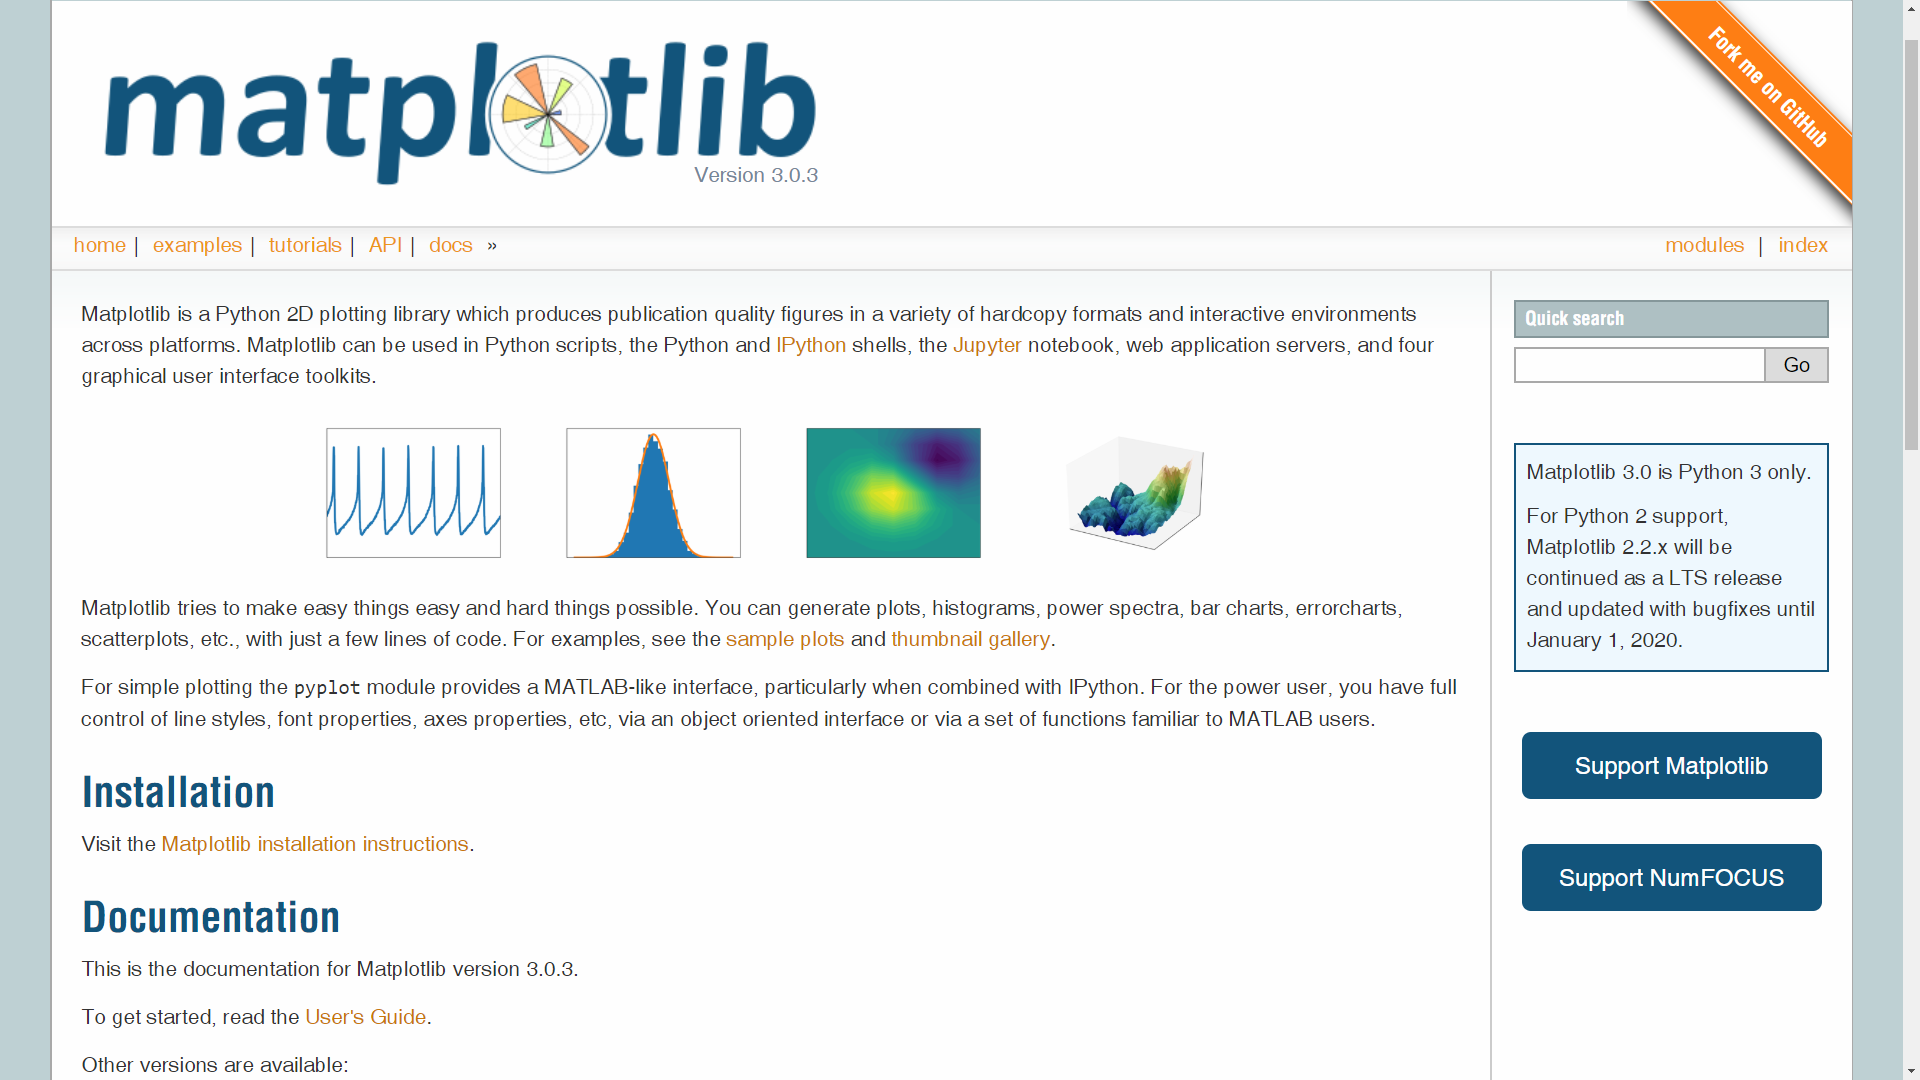 matplotlib
Version 3.0.3
Fork me on GitHub
home | examples | tutorials | API | docs »
modules | index
Matplotlib is a Python 2D plotting library which produces publication quality figures in a variety of hardcopy formats and interactive environments
across platforms. Matplotlib can be used in Python scripts, the Python and IPython shells, the Jupyter notebook, web application servers, and four
graphical user interface toolkits.
Matplotlib tries to make easy things easy and hard things possible. You can generate plots, histograms, power spectra, bar charts, errorcharts,
scatterplots, etc., with just a few lines of code. For examples, see the sample plots and thumbnail gallery.
For simple plotting the pyplot module provides a MATLAB-like interface, particularly when combined with IPython. For the power user, you have full
control of line styles, font properties, axes properties, etc, via an object oriented interface or via a set of functions familiar to MATLAB users.
Installation
Visit the Matplotlib installation instructions.
Documentation
This is the documentation for Matplotlib version 3.0.3.
To get started, read the User's Guide.
Other versions are available:
Quick search
Go
Matplotlib 3.0 is Python 3 only.
For Python 2 support,
Matplotlib 2.2.x will be
continued as a LTS release
and updated with bugfixes until
January 1, 2020.
Support Matplotlib
Support NumFOCUS